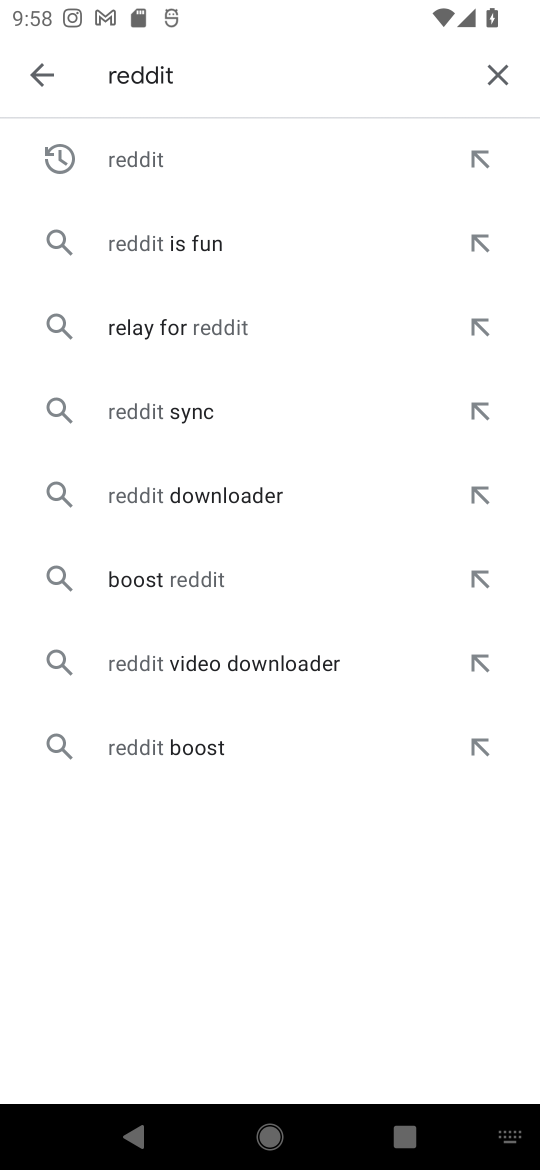 9:58
reddit
reddit
reddit is fun
relay for reddit
reddit sync
reddit downloader
boost reddit
reddit video downloader
reddit boost